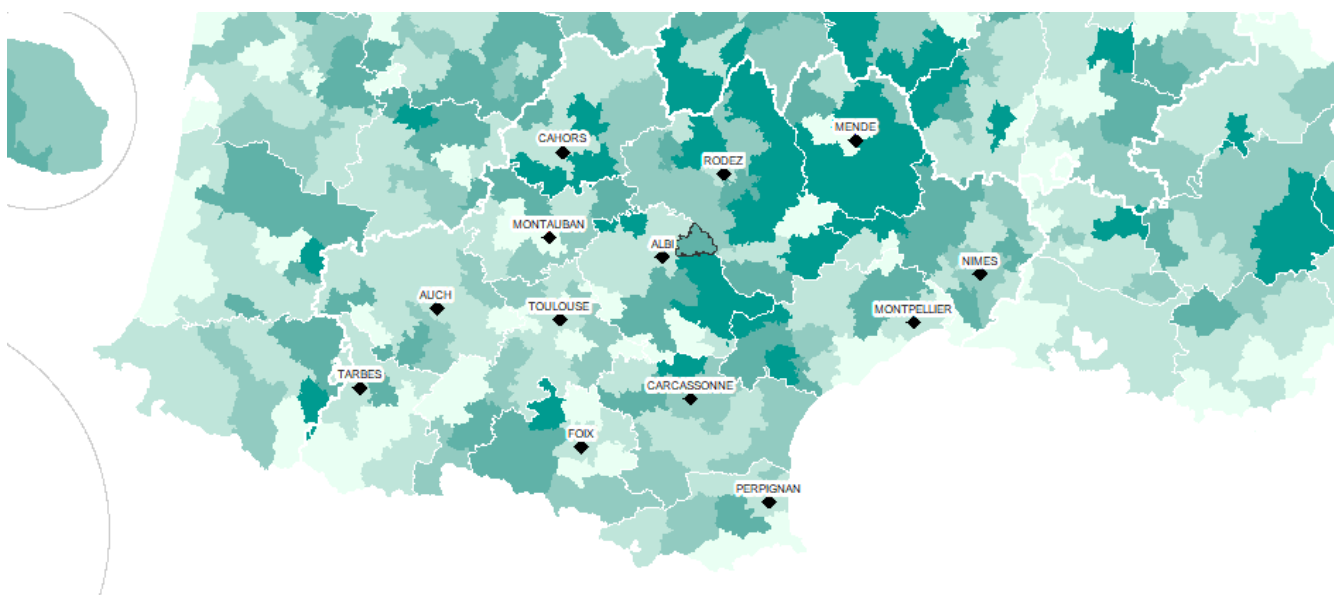 MENDE
CAHORS
RODEZ
MONTAUBAN
ALBI
NIMES
AUCH
TOULOUSE
MONTPELLIER
TARBES
CARCASSONNE
FOIX
PERPIGNAN